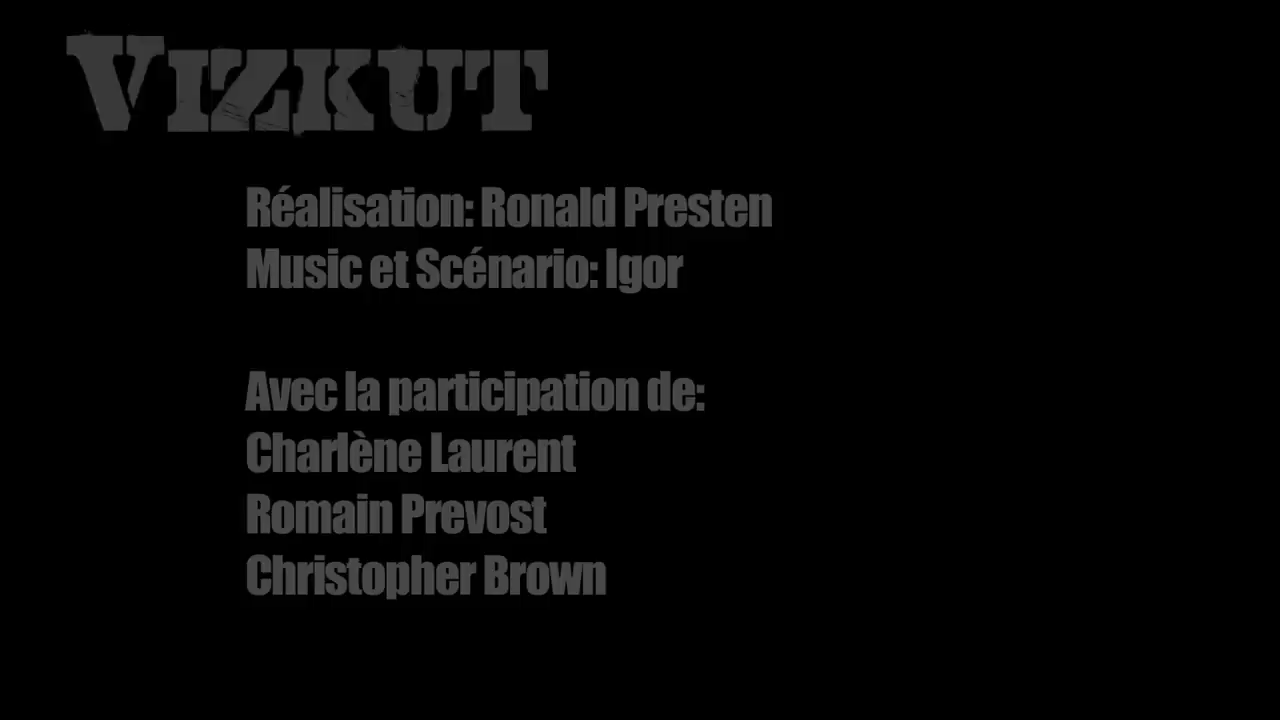 VIZKUT
Réalisation: Ronald Presten
Music et Scénario: Igor
Avec la participation de:
Charlène Laurent
Romain Prevost
Christopher Brown